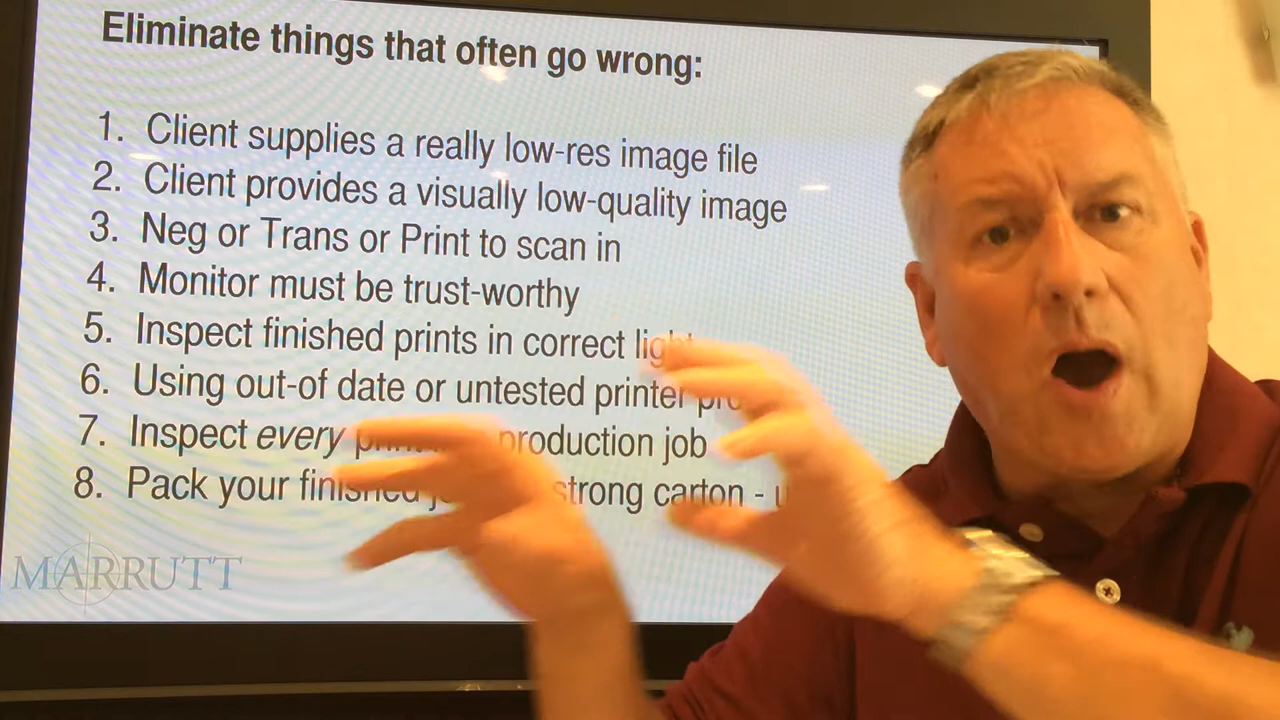 Eliminate things that often go wrong:
1. Client supplies a really low-res image file
2. Client provides a visually low-quality image
3. Neg or Trans or Print to scan in
4. Monitor must be trust-worthy
5. Inspect finished prints in correct
6. Using out-of date or untested printer
7. Inspect every production job
8. Pack your finished strong carton -
MARRUTT